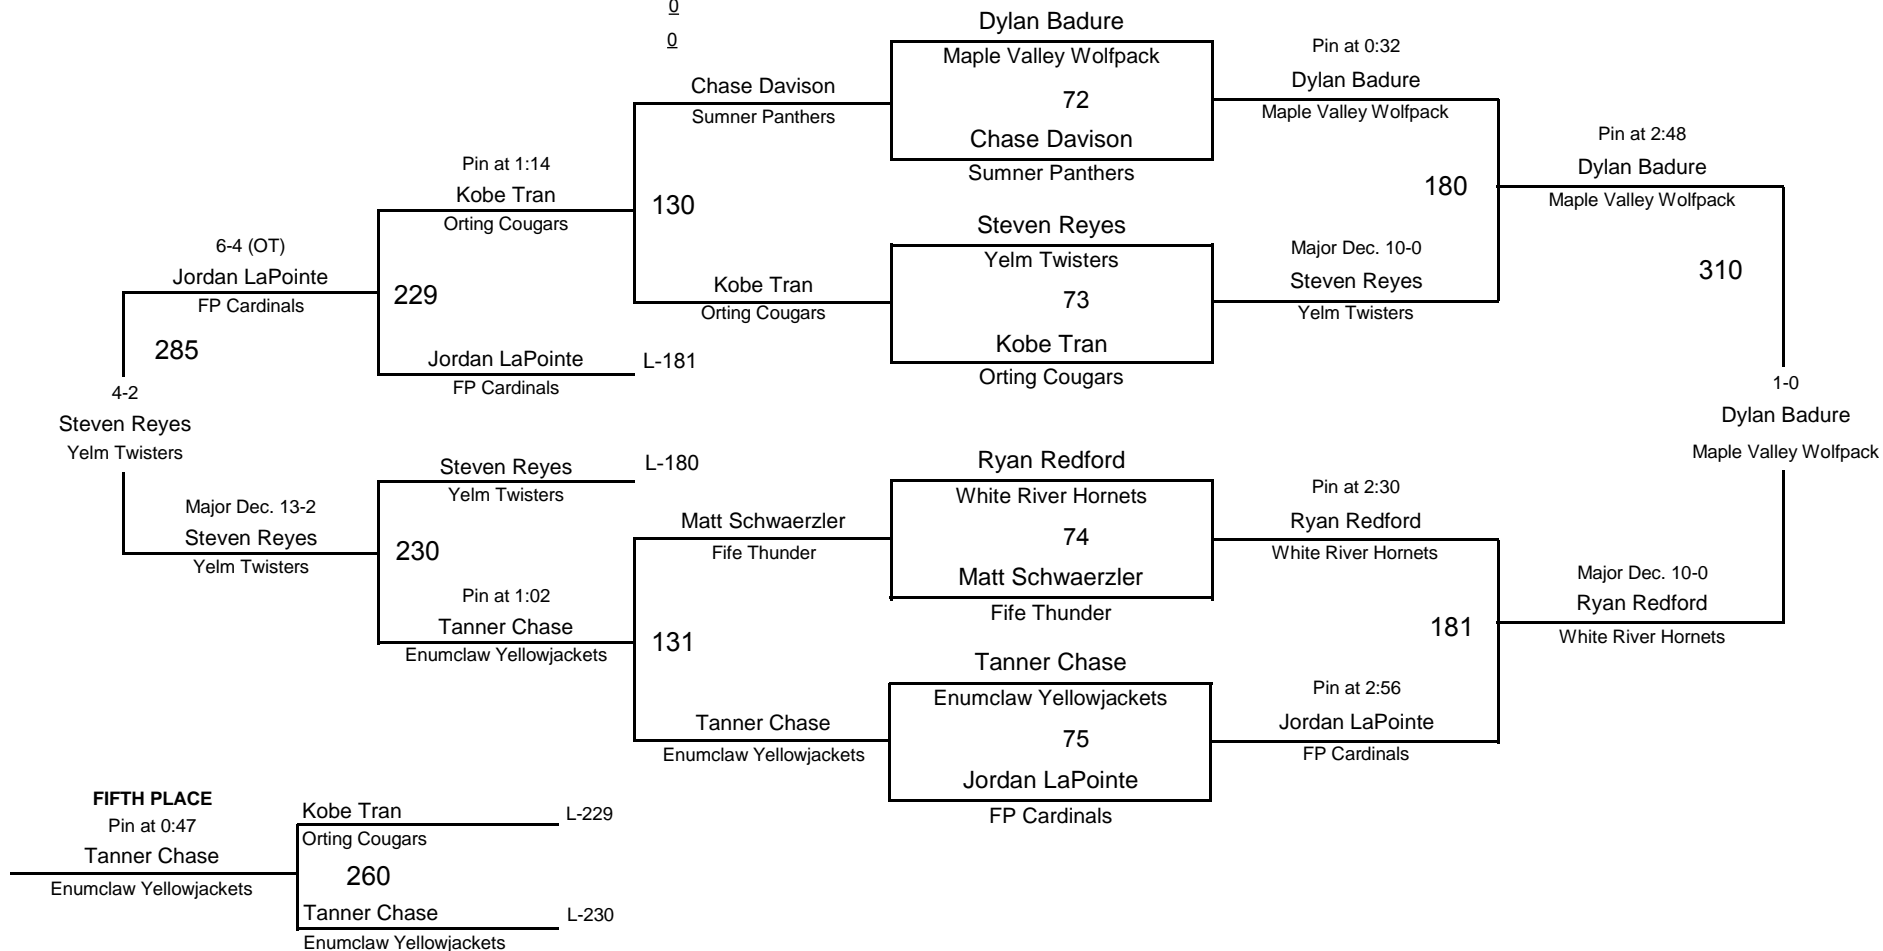 0
0
Dylan Badure
Maple Valley Wolfpack
72
Chase Davison
Sumner Panthers
Steven Reyes
Yelm Twisters
73
Kobe Tran
Orting Cougars
Ryan Redford
White River Hornets
74
Matt Schwaerzler
Fife Thunder
Tanner Chase
Enumclaw Yellowjackets
75
Jordan LaPointe
FP Cardinals
Pin at 0:32
Dylan Badure
Maple Valley Wolfpack
180
Major Dec. 10-0
Steven Reyes
Yelm Twisters
Pin at 2:30
Ryan Redford
White River Hornets
181
Pin at 2:56
Jordan LaPointe
FP Cardinals
Pin at 2:48
Dylan Badure
Maple Valley Wolfpack
310
Major Dec. 10-0
Ryan Redford
White River Hornets
1-0
Dylan Badure
Maple Valley Wolfpack
Chase Davison
Sumner Panthers
130
Kobe Tran
Orting Cougars
Matt Schwaerzler
Fife Thunder
131
Tanner Chase
Enumclaw Yellowjackets
Pin at 1:14
Kobe Tran
Orting Cougars
229
Jordan LaPointe
L-181
FP Cardinals
Steven Reyes
L-180
Yelm Twisters
230
Pin at 1:02
Tanner Chase
Enumclaw Yellowjackets
6-4 (OT)
Jordan LaPointe
FP Cardinals
285
Major Dec. 13-2
Steven Reyes
Yelm Twisters
4-2
Steven Reyes
Yelm Twisters
FIFTH PLACE
Pin at 0:47
Tanner Chase
Enumclaw Yellowjackets
Kobe Tran
L-229
Orting Cougars
260
Tanner Chase
L-230
Enumclaw Yellowjackets